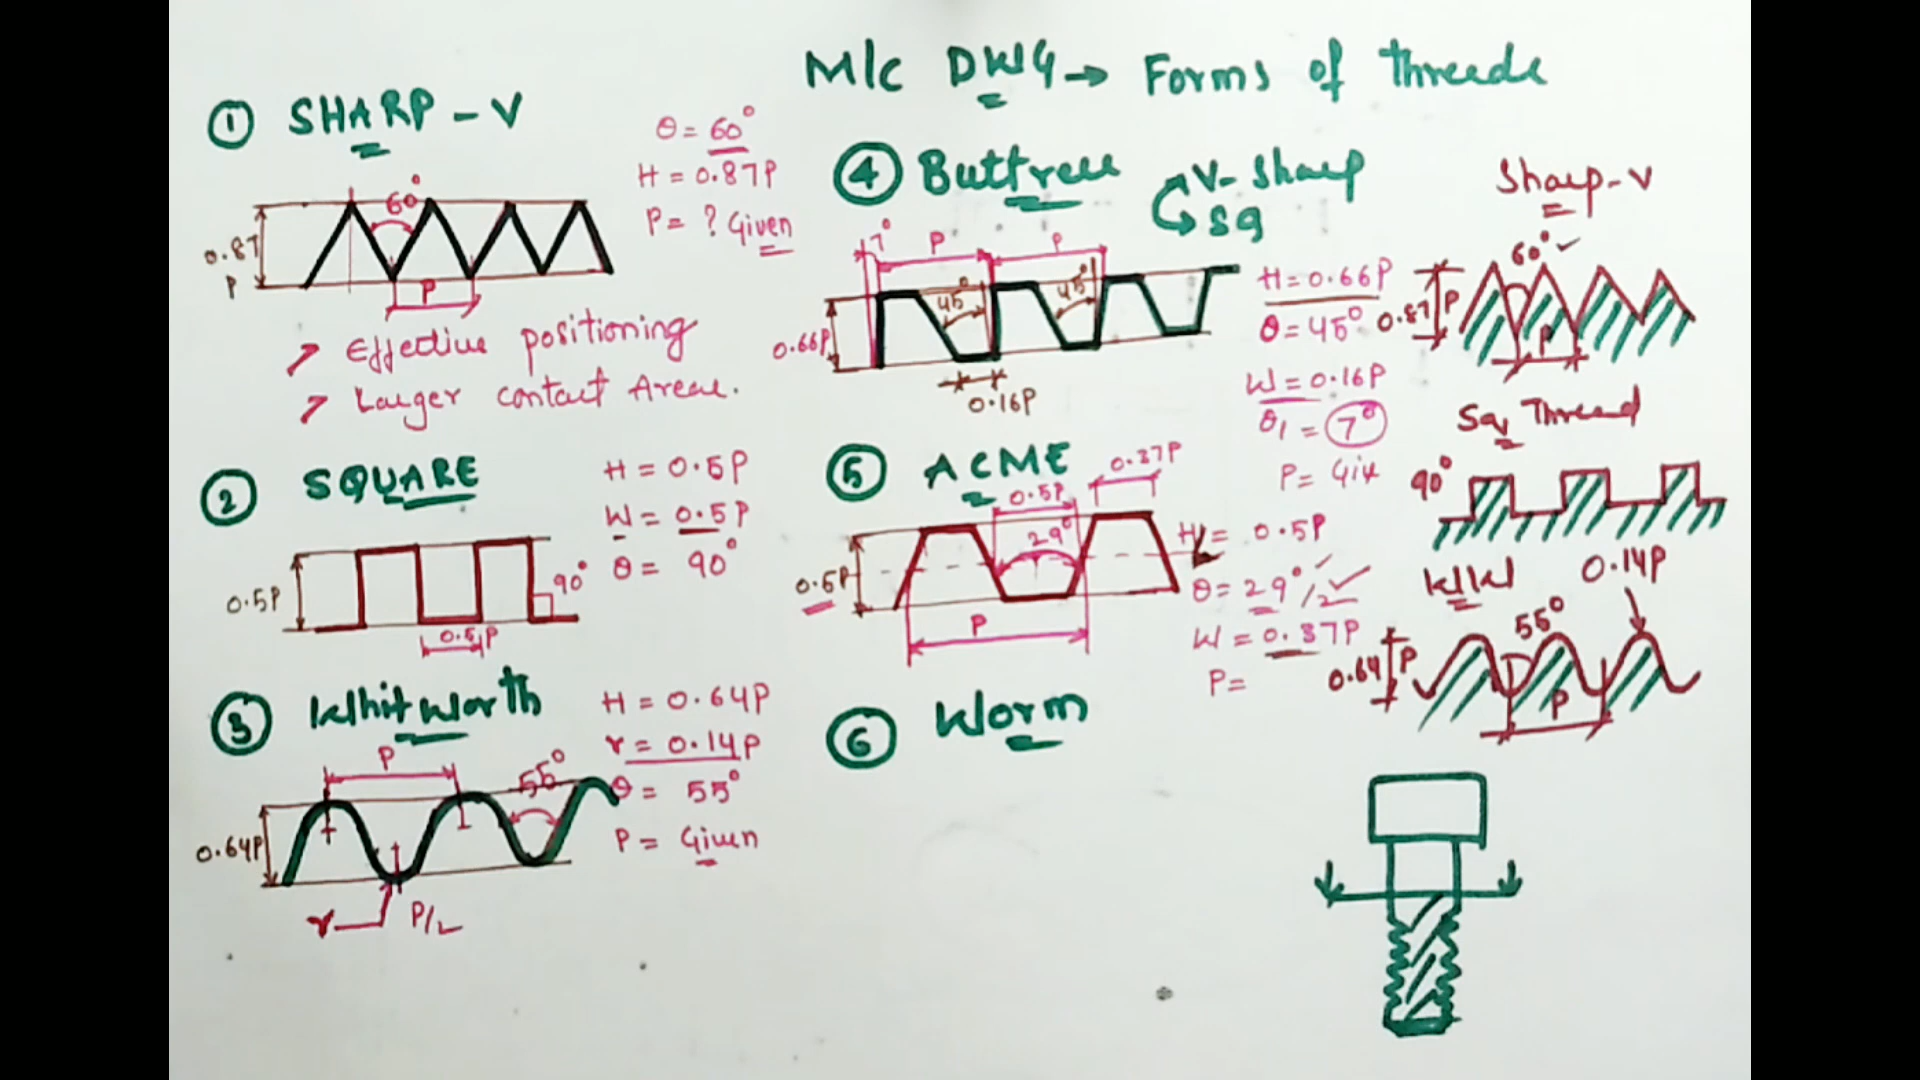 M/c DWG → Forms of threads
① SHARP - V
θ = 60°
H = 0.87P
P = ? Given
60°
0.87
P
P
→ Effective positioning
→ Larger contact Areae.
② SQUARE
H = 0.5P
W = 0.5P
θ = 90°
0.5P
90°
0.5P
③ Whitworth
H = 0.64P
r = 0.14P
θ = 55°
P = Given
P
55°
0.64P
r
P/2
④ Buttress
V- Sharp
Sq
7°
P
P
45°
45°
0.66P
0.16P
H = 0.66P
θ = 45°
W = 0.16P
θ1 = 7°
P = Giv
⑤ ACME
0.37P
0.5P
29°
0.5P
P
H = 0.5P
θ = 29°/2
W = 0.37P
P =
⑥ Worm
Sharp-V
60°
0.87P
P
Sq Thread
90°
W/W
0.14P
55°
0.64P
P